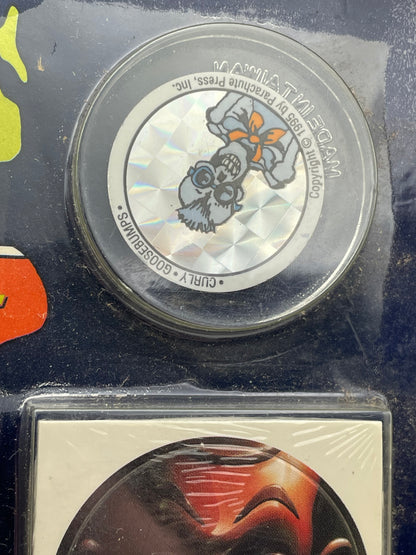 MADE IN TAIWAN
Copyright © 1995 by Parachute Press, Inc.
• CURLY • GOOSEBUMPS •